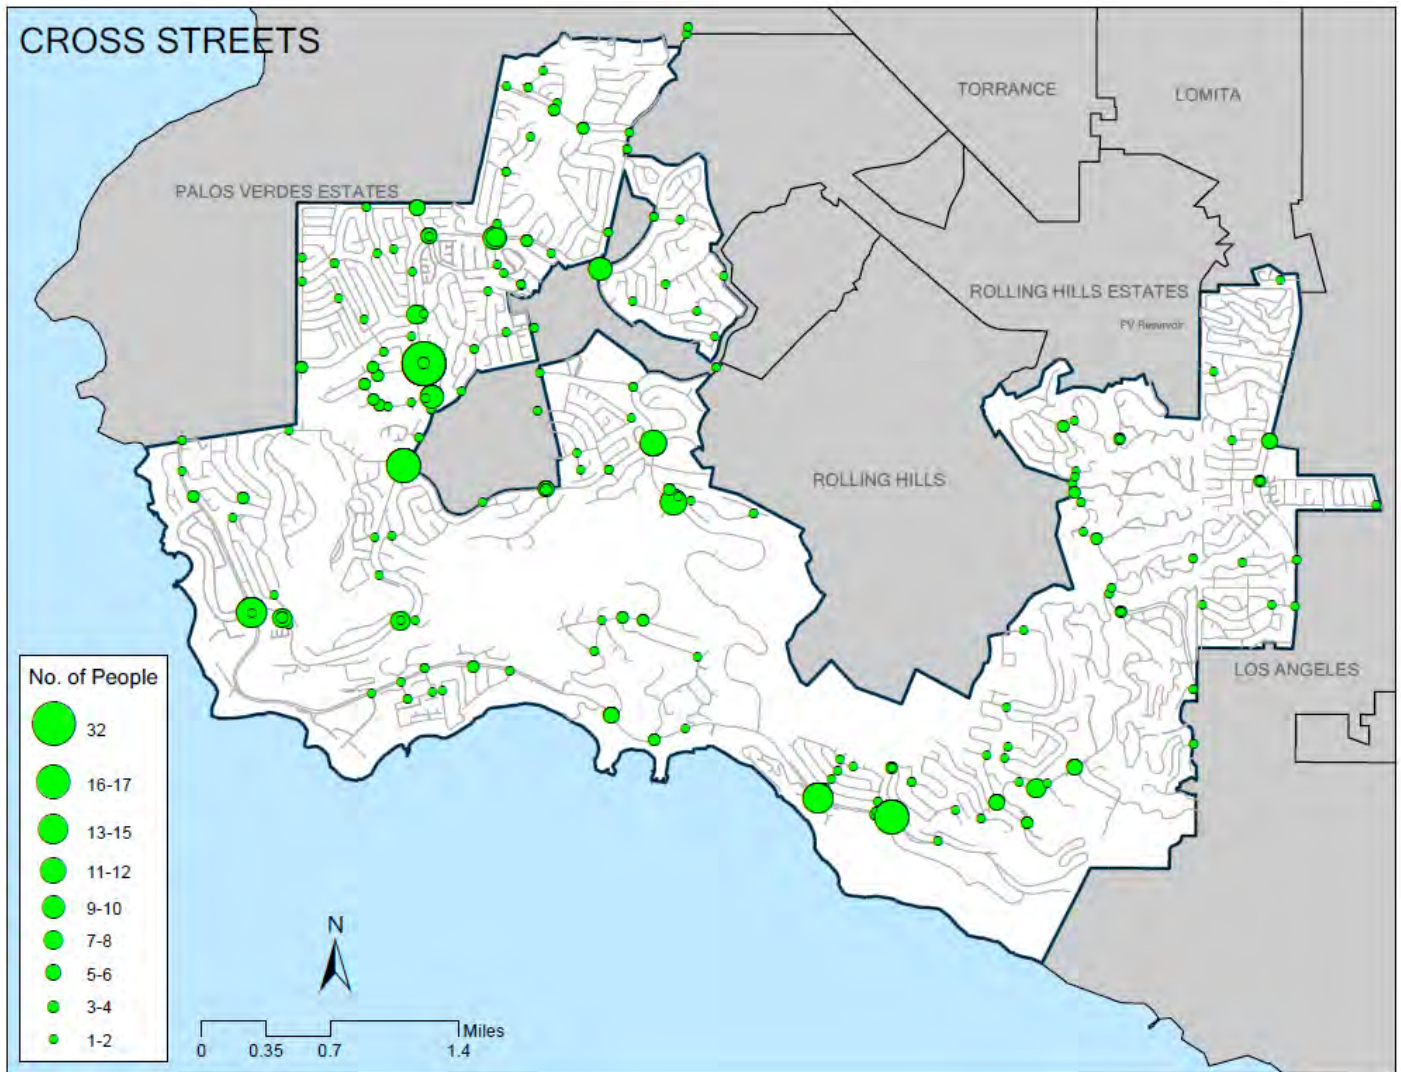 CROSS STREETS
TORRANCE
LOMITA
PALOS VERDES ESTATES
ROLLING HILLS ESTATES
PV Reservoir
ROLLING HILLS
LOS ANGELES
No. of People
32
16-17
13-15
11-12
9-10
7-8
5-6
3-4
1-2
N
Miles
0 0.35 0.7 1.4